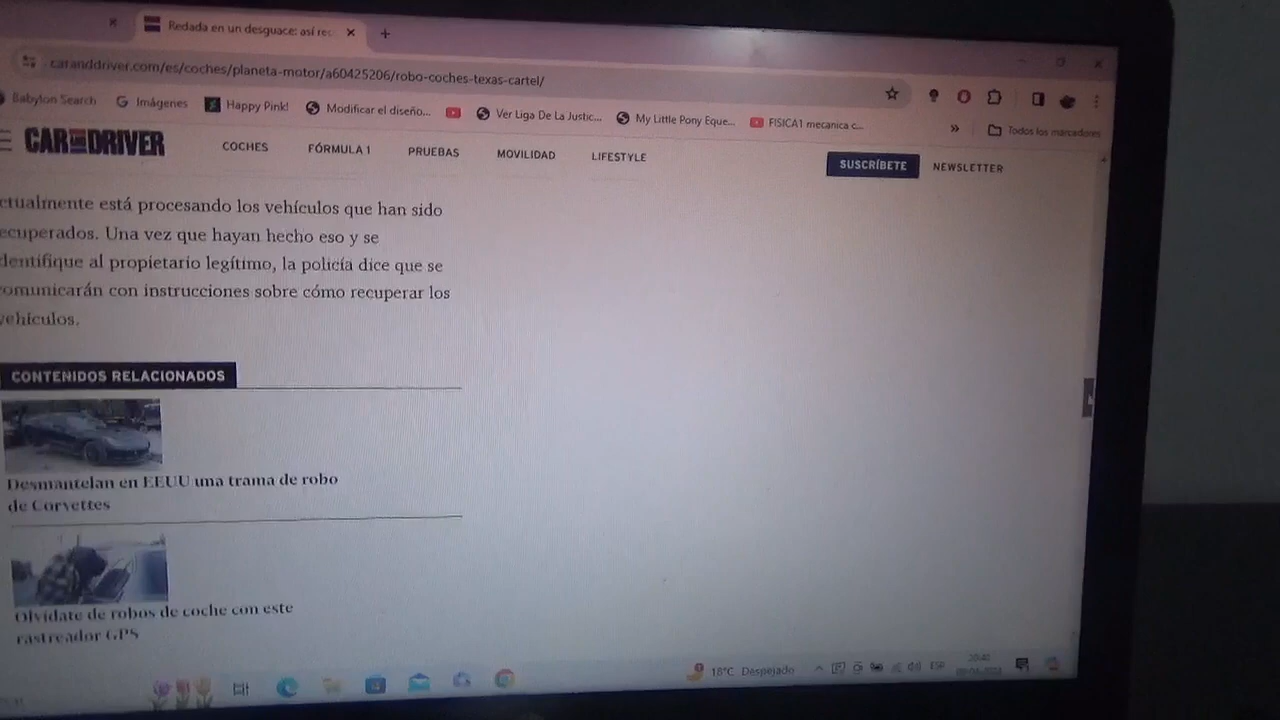 Redada en un desguace: así rec
caranddriver.com/es/coches/planeta-motor/a60425206/robo-coches-texas-cartel/
Babylon Search Imágenes Happy Pink! Modificar el diseño... Ver Liga De La Justic... My Little Pony Eque... FISICA1 mecanica c... » Todos los marcadores
CAR AND DRIVER COCHES FÓRMULA 1 PRUEBAS MOVILIDAD LIFESTYLE SUSCRÍBETE NEWSLETTER
ctualmente está procesando los vehículos que han sido
ecuperados. Una vez que hayan hecho eso y se
dentifique al propietario legítimo, la policía dice que se
omunicarán con instrucciones sobre cómo recuperar los
vehículos.
CONTENIDOS RELACIONADOS
Desmantelan en EEUU una trama de robo
de Corvettes
Olvídate de robos de coche con este
rastreador GPS
18°C Despejado ESP 20:40